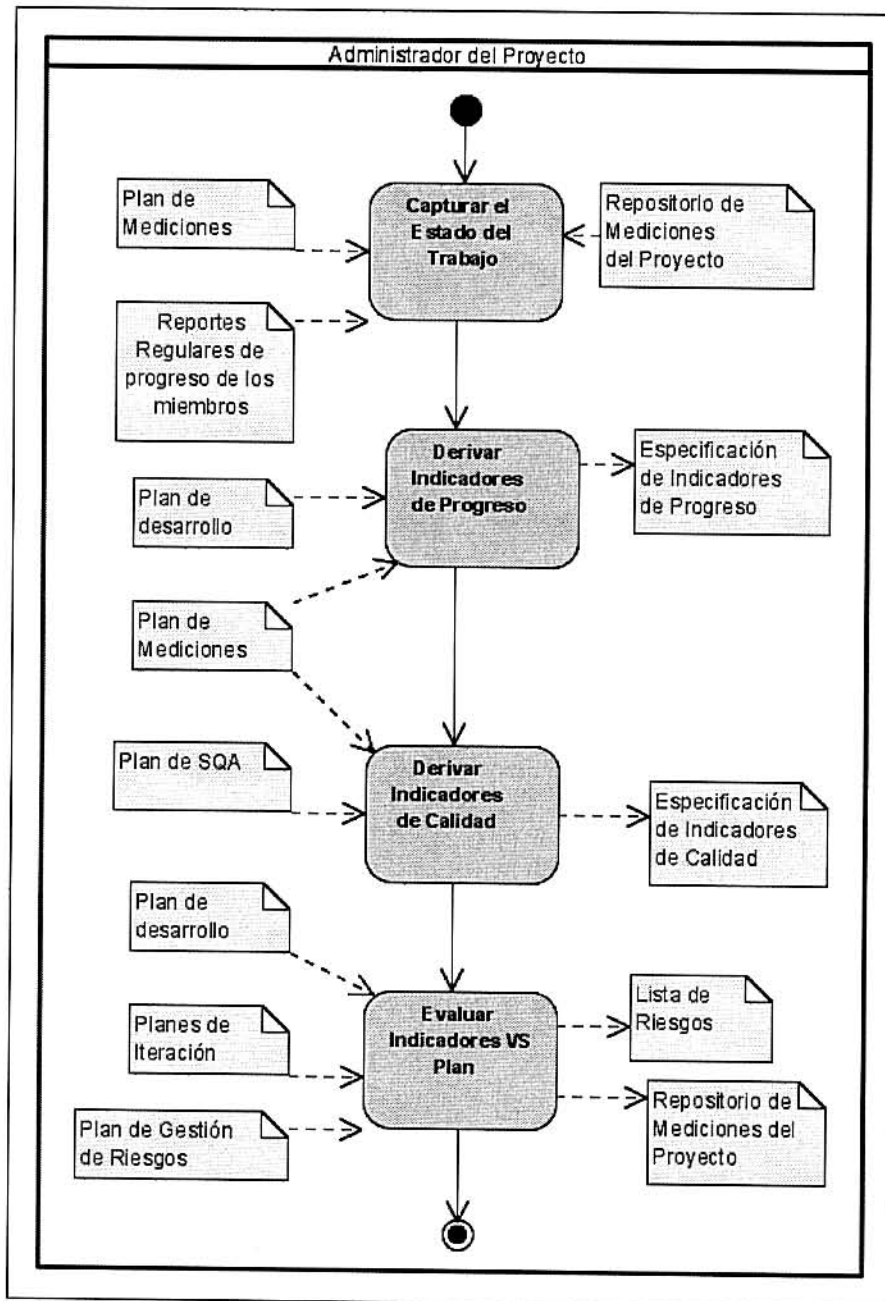 Administrador del Proyecto
Plan de
Mediciones
Capturar el
Estado del
Trabajo
Repositorio de
Mediciones
del Proyecto
Reportes
Regulares de
progreso de los
miembros
Derivar
Indicadores
de Progreso
Especificación
de Indicadores
de Progreso
Plan de
desarrollo
Plan de
Mediciones
Plan de SQA
Derivar
Indicadores
de Calidad
Especificación
de Indicadores
de Calidad
Plan de
desarrollo
Evaluar
Indicadores VS
Plan
Lista de
Riesgos
Planes de
Iteración
Repositorio de
Mediciones del
Proyecto
Plan de Gestión
de Riesgos